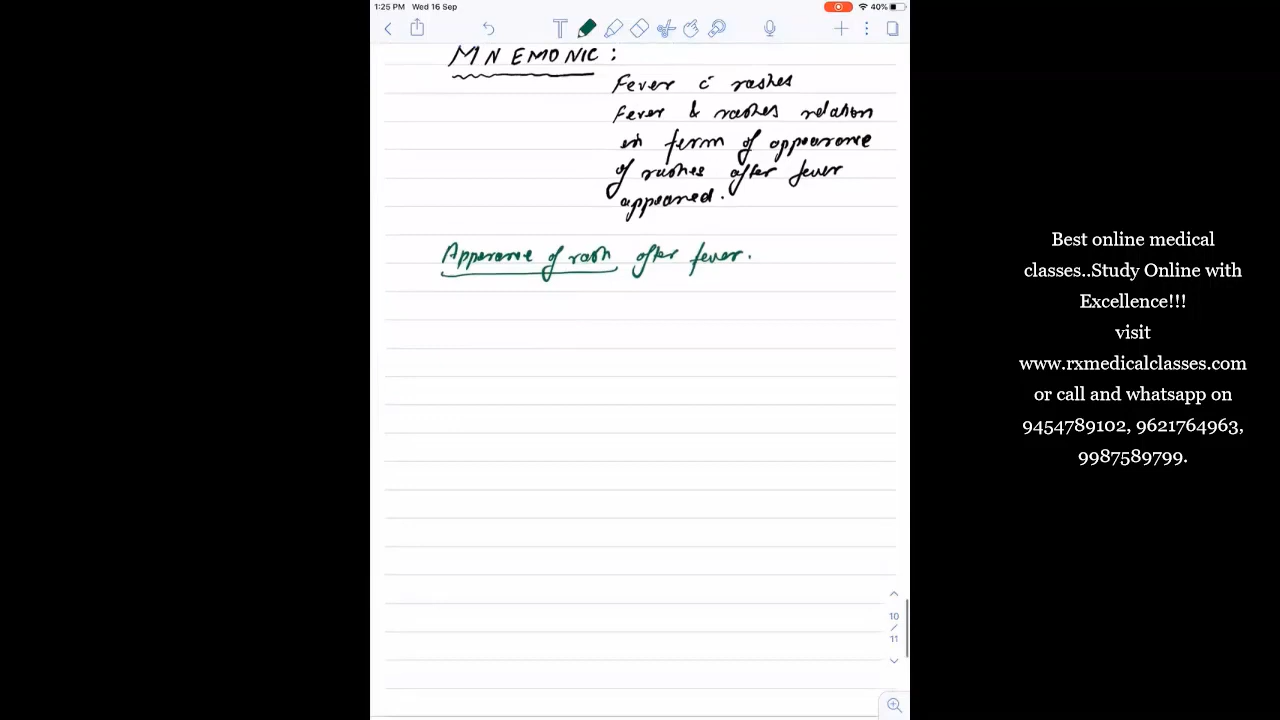 1:25 PM Wed 16 Sep
40%
MNEMONIC :
Fever c̄ rashes
Fever & rashes relation
in term of appearance
of rashes after fever
appeared.
Apperance of rash after fever.
10
/
11
Best online medical
classes..Study Online with
Excellence!!!
visit
www.rxmedicalclasses.com
or call and whatsapp on
9454789102, 9621764963,
9987589799.